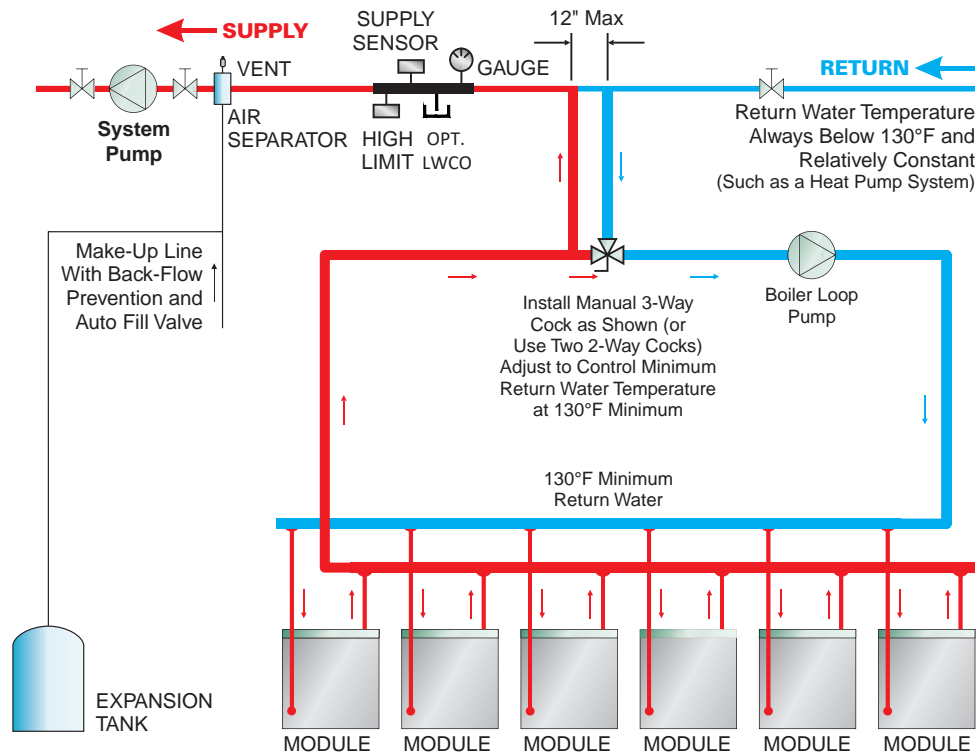 SUPPLY
SUPPLY
SENSOR
12" Max
VENT
GAUGE
RETURN
System
Pump
AIR
SEPARATOR
HIGH
LIMIT
OPT.
LWCO
Return Water Temperature
Always Below 130°F and
Relatively Constant
(Such as a Heat Pump System)
Make-Up Line
With Back-Flow
Prevention and
Auto Fill Valve
Install Manual 3-Way
Cock as Shown (or
Use Two 2-Way Cocks)
Adjust to Control Minimum
Return Water Temperature
at 130°F Minimum
Boiler Loop
Pump
130°F Minimum
Return Water
EXPANSION
TANK
MODULE
MODULE
MODULE
MODULE
MODULE
MODULE